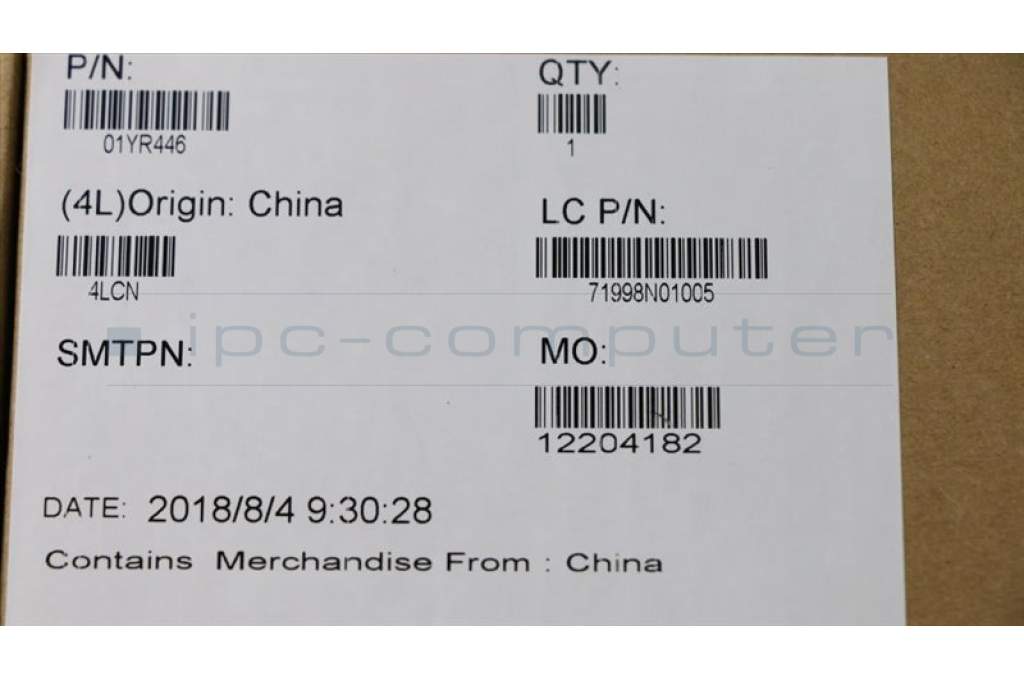 P/N:
01YR446
QTY:
1
(4L)Origin: China
4LCN
LC P/N:
71998N01005
ipc-computer
SMTPN:
MO:
12204182
DATE: 2018/8/4 9:30:28
Contains Merchandise From : China